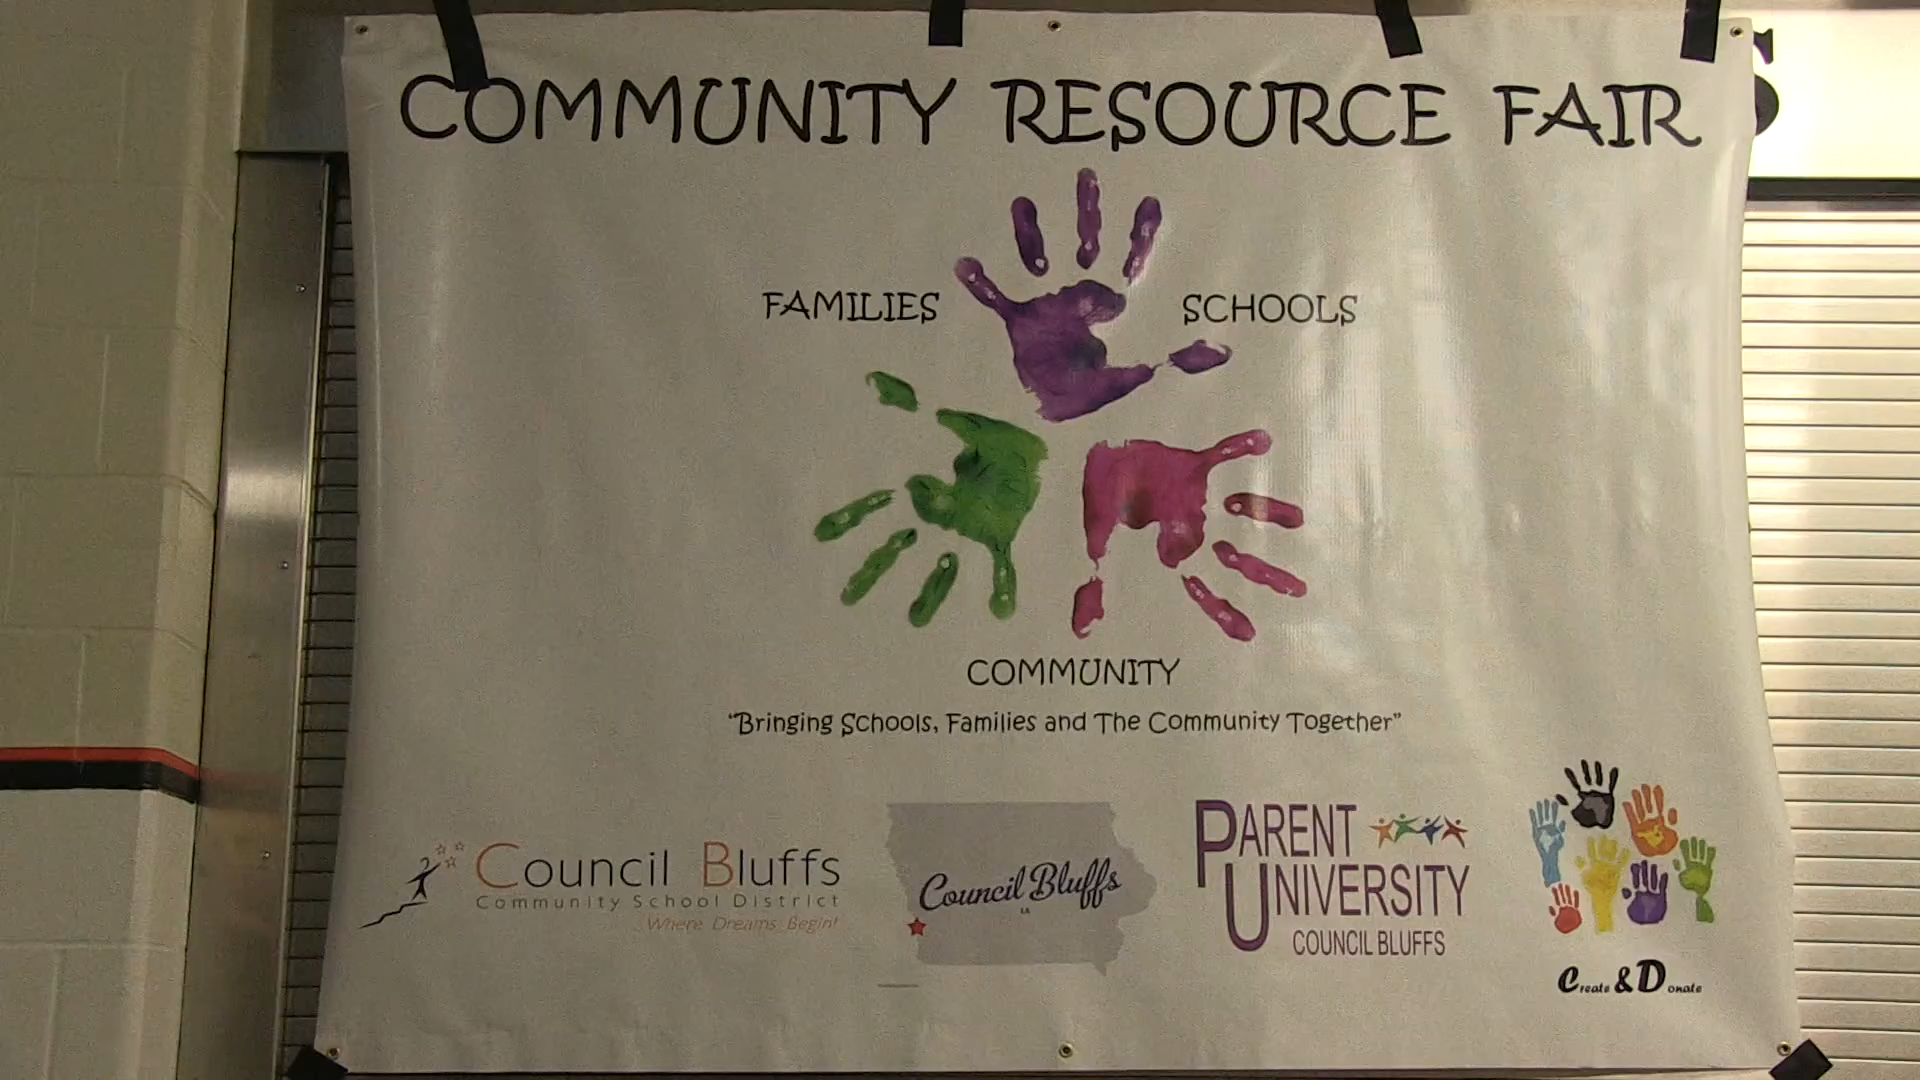 COMMUNITY RESOURCE FAIR
FAMILIES
SCHOOLS
COMMUNITY
"Bringing Schools, Families and The Community Together"
Council Bluffs
Community School District
Where Dreams Begin!
Council Bluffs
IA
PARENT
UNIVERSITY
COUNCIL BLUFFS
Create & Donate
S